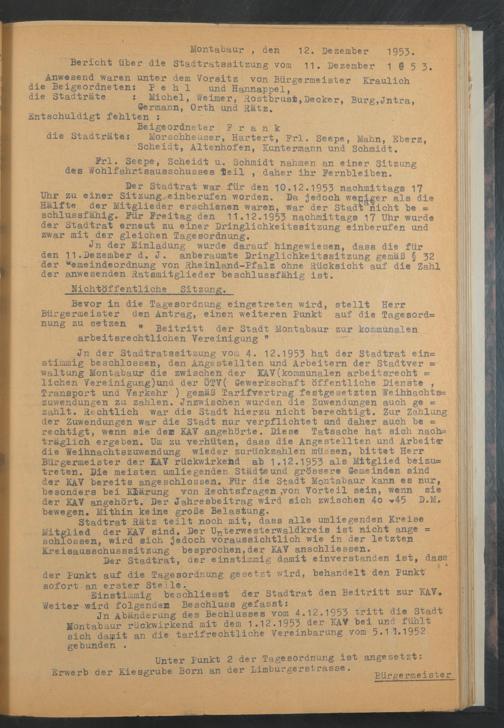 Montabaur , den 12. Dezember 1953.
Bericht über die Stadtratssitzung vom 11. Dezember 1 9 5 3.
Anwesend waren unter dem Vorsitz von Bürgermeister Kraulich
die Beigeordneten: P e h l und Hannappel,
die Stadträte : Michel, Weimer, Rostbrust,Decker, Burg,Jntra,
Germann, Orth und Rätz.
Entschuldigt fehlten :
Beigeordneter F r a n k
die Stadträte: Morschheuser, Hartert, Frl. Seepe, Mahn, Eberz,
Scheidt, Altenhofen, Kuntermann und Schmidt.
Frl. Seepe, Scheidt u. Schmidt nahmen an einer Sitzung
des Wohlfahrtsausschusses teil , daher ihr Fernbleiben.
Der Stadtrat war für den 10.12.1953 nachmittags 17
Uhr zu einer Sitzung einberufen worden. Da jedoch weniger als die
Hälfte der Mitglieder erschienen waren, war der Stadtrat nicht be =
schlussfähig. Für Freitag den 11.12.1953 nachmittags 17 Uhr wurde
der Stadtrat erneut zu einer Dringlichkeitssitzung einberufen und
zwar mit der gleichen Tagesordnung.
Jn der Einladung wurde darauf hingewiesen, dass die für
den 11.Dezember d. J. anberaumte Dringlichkeitssitzung gemäß § 32
der Gemeindeordnung von Rheinland-Pfalz ohne Rücksicht auf die Zahl
der anwesenden Ratsmitglieder beschlussfähig ist.
Nichtöffentliche Sitzung.
Bevor in die Tagesordnung eingetreten wird, stellt Herr
Bürgermeister den Antrag, einen weiteren Punkt auf die Tagesord=
nung zu setzen " Beitritt der Stadt Montabaur zur kommunalen
arbeitsrechtlichen Vereinigung "
Jn der Stadtratssitzung vom 4. 12.1953 hat der Stadtrat ein=
stimmig beschlossen, den Angestellten und Arbeitern der Stadtver =
waltung Montabaur die zwischen der KAV(kommunalen arbeitsrecht =
lichen Vereinigung)und der ÖTV( Gewerkschaft öffentliche Dienste ,
Transport und Verkehr ) gemäß Tarifvertrag festgesetzten Weihnachts=
zuwendungen zu zahlen. Jnzwischen wurden die Zuwendungen auch ge =
zahlt. Rechtlich war die Stadt hierzu nicht berechtigt. Zur Zahlung
der Zuwendungen war die Stadt nur verpflichtet und daher auch be =
rechtigt, wenn sie dem KAV angehörte. Diese Tatsache hat sich nach=
träglich ergeben. Um zu verhüten, dass die Angestellten und Arbeiter
die Weihnachtszuwendung wieder zurückzahlen müssen, bittet Herr
Bürgermeister der KAV rückwirkend ab 1.12.1953 als Mitglied beizu=
treten. Die meisten umliegenden Städte und grössere Gemeinden sind
der KAV bereits angeschlossen. Für die Stadt Montabaur kann es nur,
besonders bei Klärung von Rechtsfragen ,von Vorteil sein, wenn sie
der KAV angehört. Der Jahresbeitrag wird sich zwischen 40 -45 D.M.
bewegen. Mithin keine große Belastung.
Stadtrat Rätz teilt noch mit, dass alle umliegenden Kreise
Mitglied der KAV sind. Der Unterwesterwaldkreis ist nicht ange =
schlossen, wird sich jedoch voraussichtlich wie in der letzten
Kreisausschusssitzung besprochen,der KAV anschliessen.
Der Stadtrat, der einstimmig damit einverstanden ist, dass
der Punkt auf die Tagesordnung gesetzt wird, behandelt den Punkt
sofort an erster Stelle.
Einstimmig beschliesst der Stadtrat den Beitritt zur KAV.
Weiter wird folgenden Beschluss gefasst:
Jn Abänderung des Bechlusses vom 4.12.1953 tritt die Stadt
Montabaur rückwirkend mit dem 1.12.1953 der KAV bei und fühlt
sich damit an die tarifrechtliche Vereinbarung vom 5.11.1952
gebunden .
Unter Punkt 2 der Tagesordnung ist angesetzt:
Erwerb der Kiesgrube Born an der Limburgerstrasse.
Bürgermeister